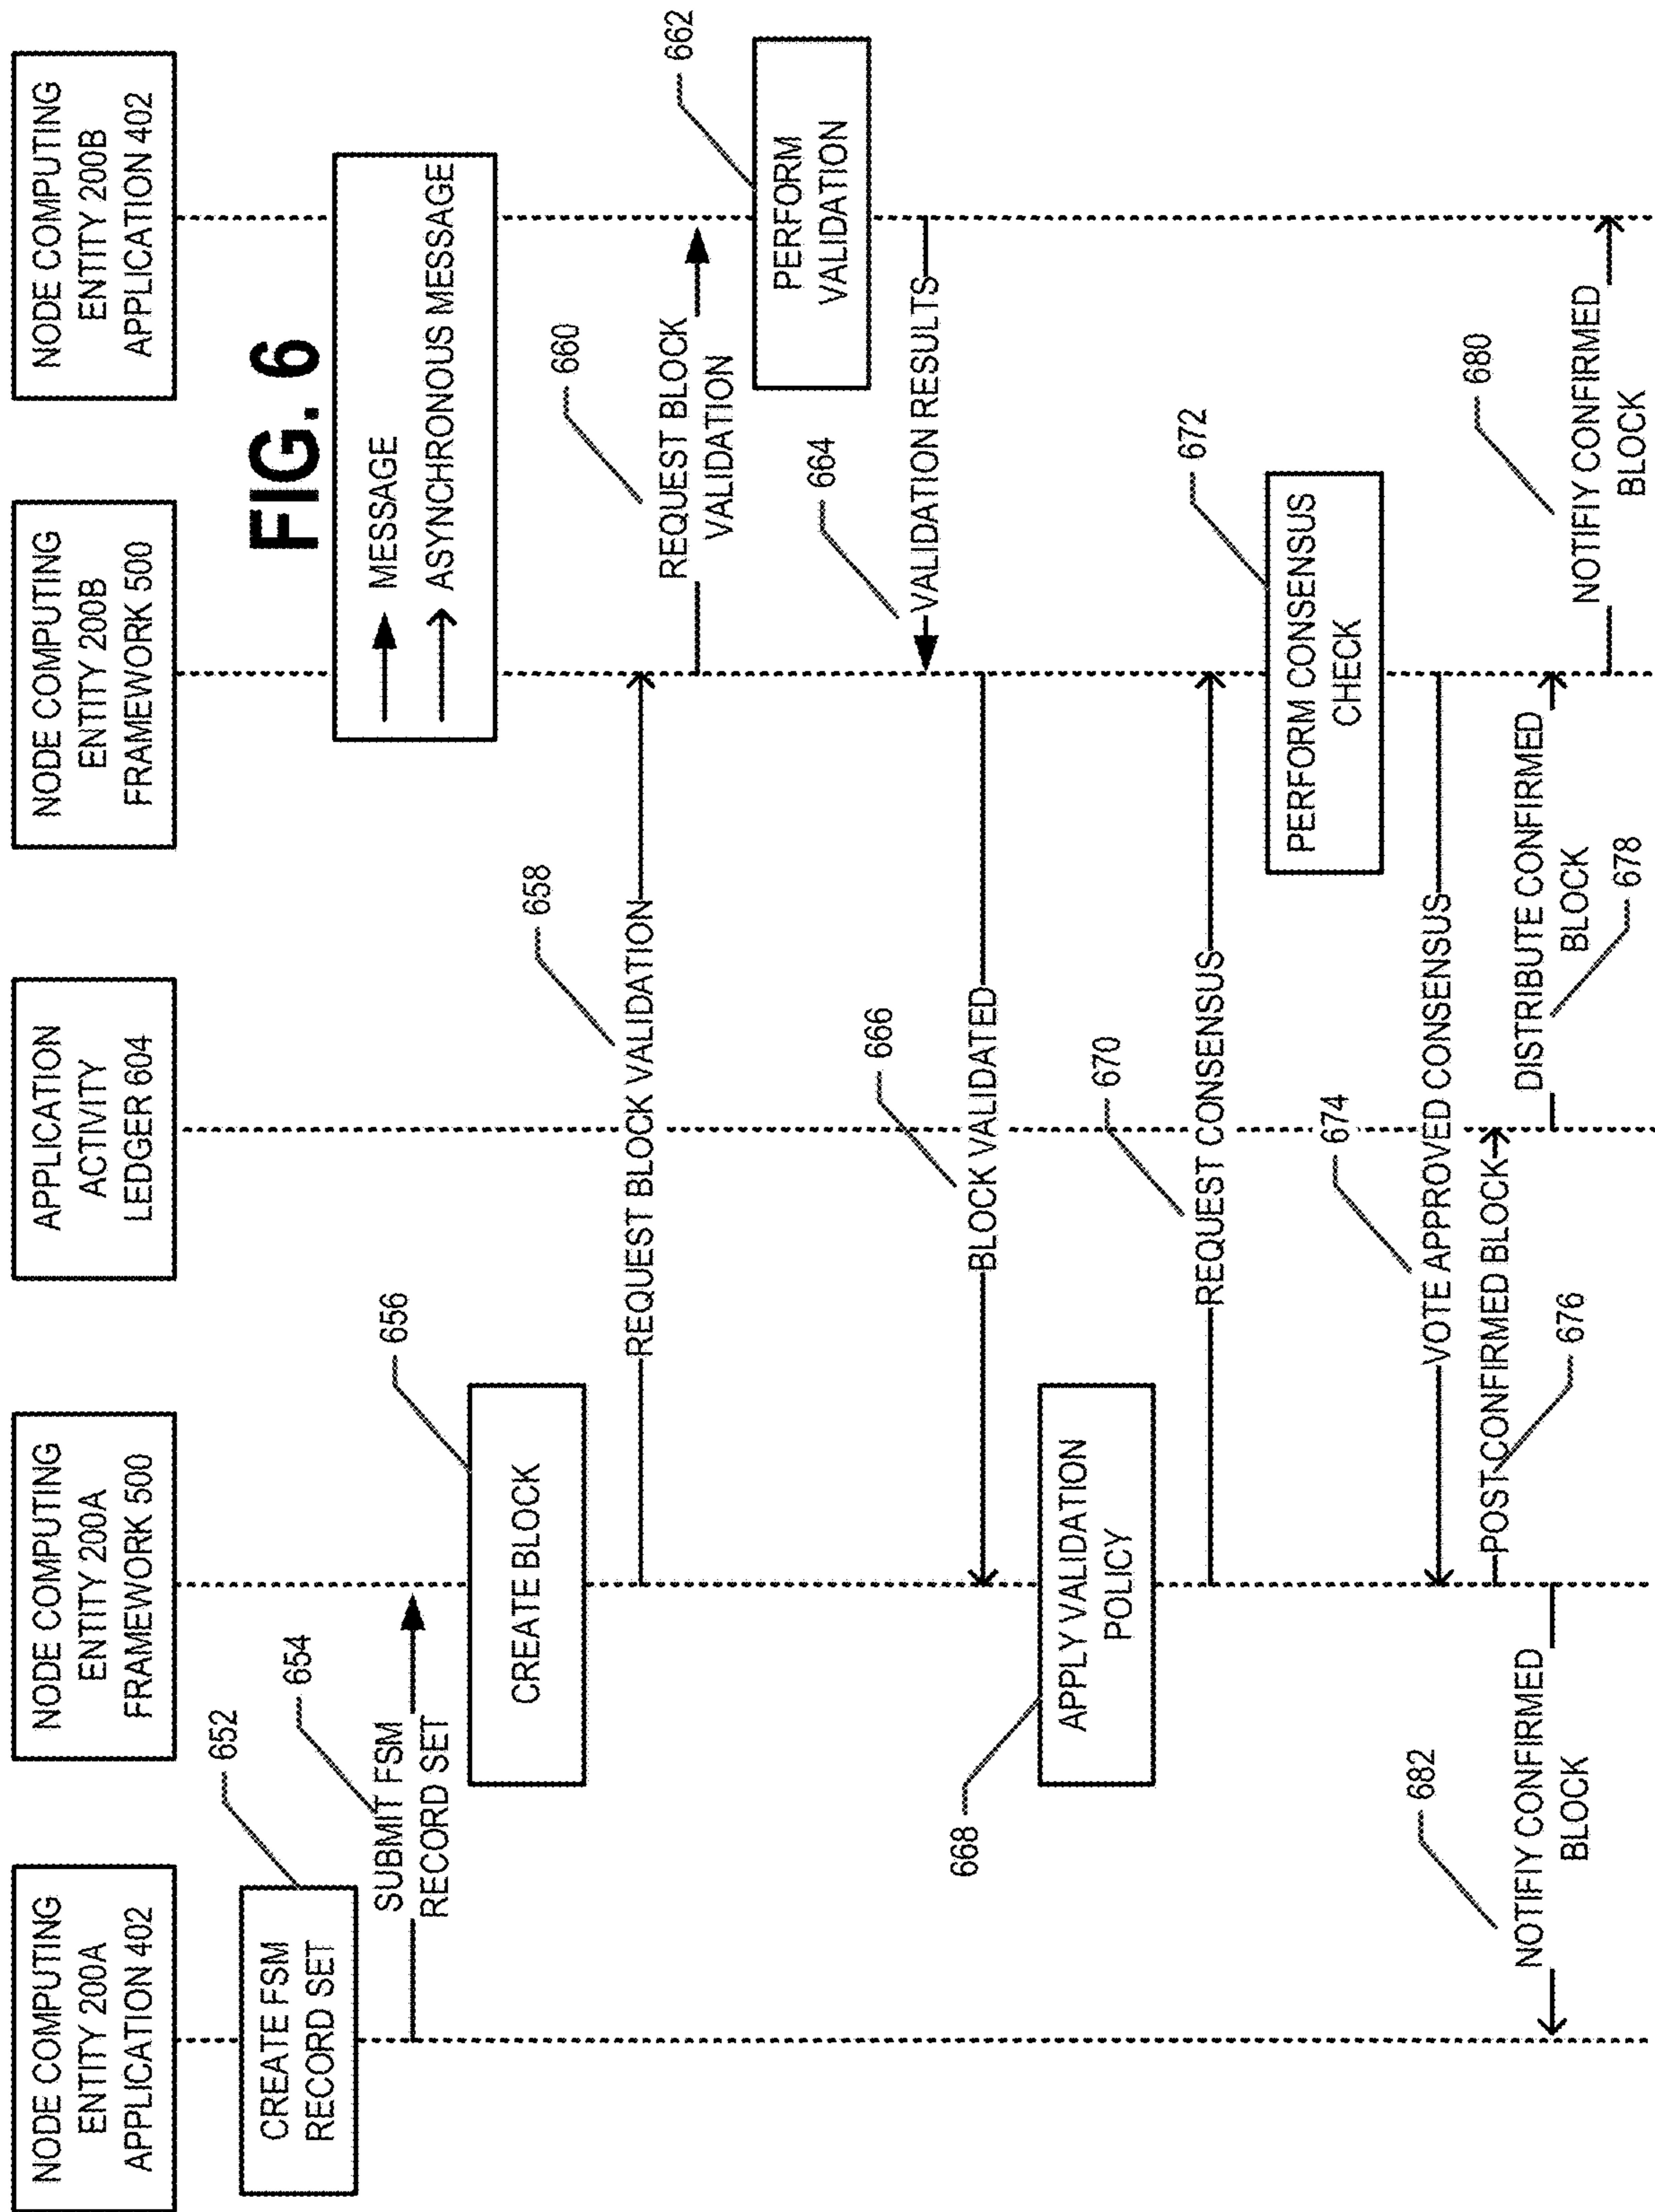 NODE COMPUTING
ENTITY 200A
APPLICATION 402
NODE COMPUTING
ENTITY 200A
FRAMEWORK 500
APPLICATION
ACTIVITY
LEDGER 604
NODE COMPUTING
ENTITY 200B
FRAMEWORK 500
NODE COMPUTING
ENTITY 200B
APPLICATION 402
FIG. 6
MESSAGE
ASYNCHRONOUS MESSAGE
652
CREATE FSM
RECORD SET
654
SUBMIT FSM
RECORD SET
656
CREATE BLOCK
658
REQUEST BLOCK VALIDATION
660
REQUEST BLOCK
VALIDATION
662
PERFORM
VALIDATION
664
VALIDATION RESULTS
666
BLOCK VALIDATED
668
APPLY VALIDATION
POLICY
670
REQUEST CONSENSUS
672
PERFORM CONSENSUS
CHECK
674
VOTE APPROVED CONSENSUS
POST CONFIRMED BLOCK
676
DISTRIBUTE CONFIRMED
BLOCK
678
680
NOTIFIY CONFIRMED
BLOCK
682
NOTIFIY CONFIRMED
BLOCK